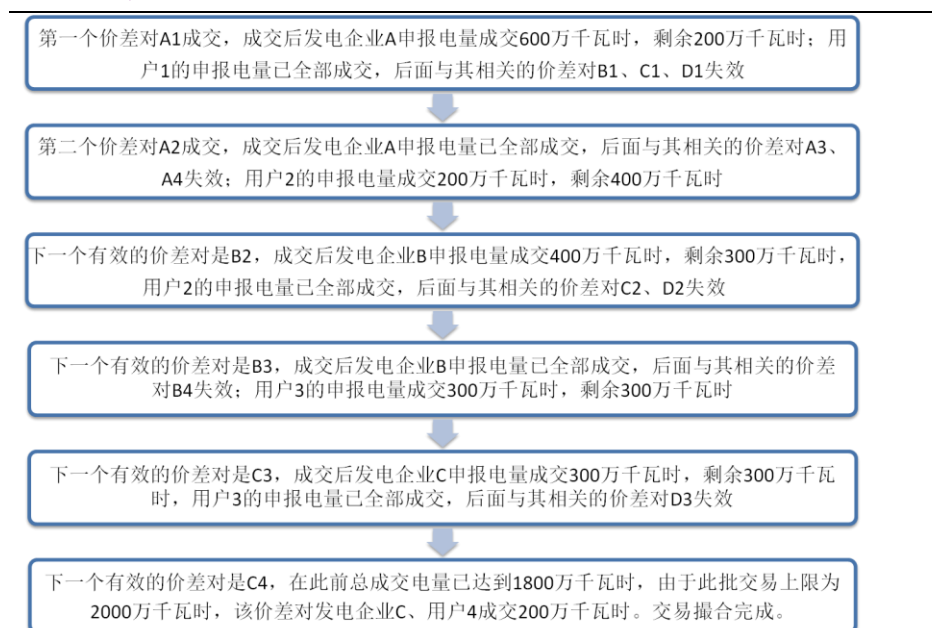 第一个价差对A1成交，成交后发电企业A申报电量成交600万千瓦时，剩余200万千瓦时；用
户1的申报电量已全部成交，后面与其相关的价差对B1、C1、D1失效
第二个价差对A2成交，成交后发电企业A申报电量已全部成交，后面与其相关的价差对A3、
A4失效；用户2的申报电量成交200万千瓦时，剩余400万千瓦时
下一个有效的价差对是B2，成交后发电企业B申报电量成交400万千瓦时，剩余300万千瓦时，
用户2的申报电量已全部成交，后面与其相关的价差对C2、D2失效
下一个有效的价差对是B3，成交后发电企业B申报电量已全部成交，后面与其相关的价差
对B4失效；用户3的申报电量成交300万千瓦时，剩余300万千瓦时
下一个有效的价差对是C3，成交后发电企业C申报电量成交300万千瓦时，剩余300万千瓦
时，用户3的申报电量已全部成交，后面与其相关的价差对D3失效
下一个有效的价差对是C4，在此前总成交电量已达到1800万千瓦时，由于此批交易上限为
2000万千瓦时，该价差对发电企业C、用户4成交200万千瓦时。交易撮合完成。